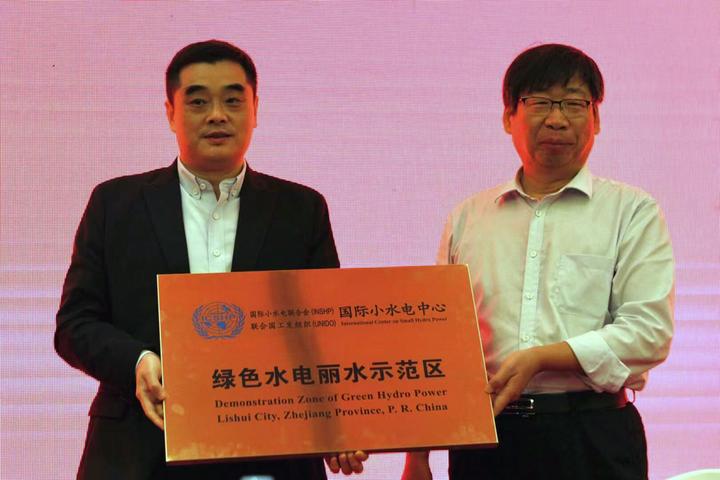 国际小水电联合会(INSHP)
联合国工发组织(UNIDO)
国际小水电中心
International Center on Small Hydro Power
ICSHP
绿色水电丽水示范区
Demonstration Zone of Green Hydro Power
Lishui City, Zhejiang Province, P. R. China